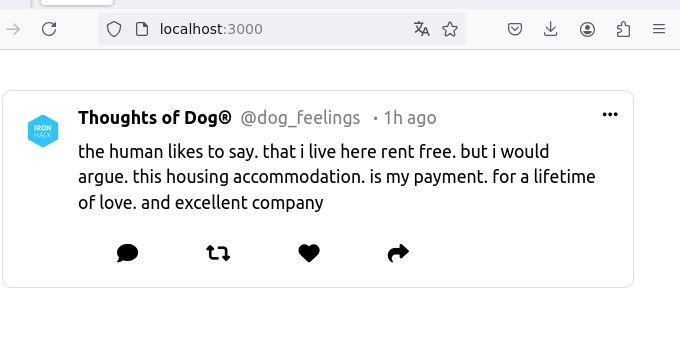 localhost:3000
IRON
HACK
Thoughts of Dog® @dog_feelings · 1h ago
the human likes to say. that i live here rent free. but i would
argue. this housing accommodation. is my payment. for a lifetime
of love. and excellent company